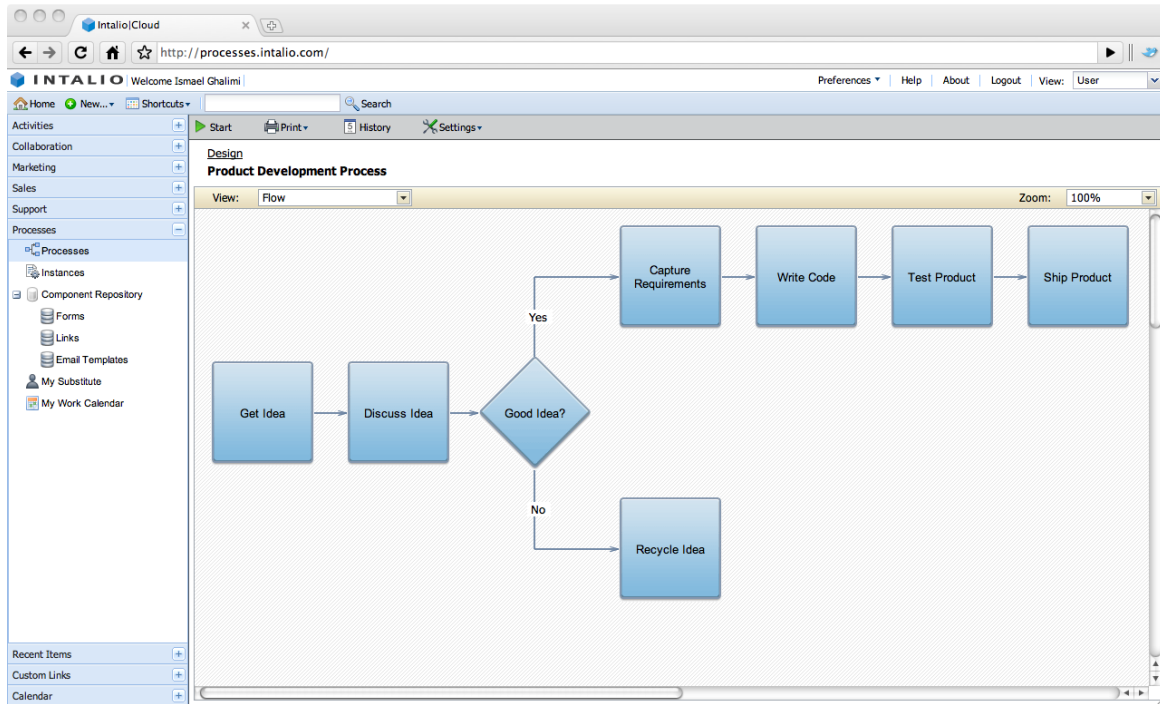 Intalio|Cloud
http://processes.intalio.com/
INTALIO Welcome Ismael Ghalimi Preferences Help About Logout View: User
Home New... Shortcuts Search
Activities
Collaboration
Marketing
Sales
Support
Processes
Processes
Instances
Component Repository
Forms
Links
Email Templates
My Substitute
My Work Calendar
Recent Items
Custom Links
Calendar
Start Print 5 History Settings
Design
Product Development Process
View: Flow Zoom: 100%
Capture
Requirements
Write Code
Test Product
Ship Product
Yes
Get Idea
Discuss Idea
Good Idea?
No
Recycle Idea